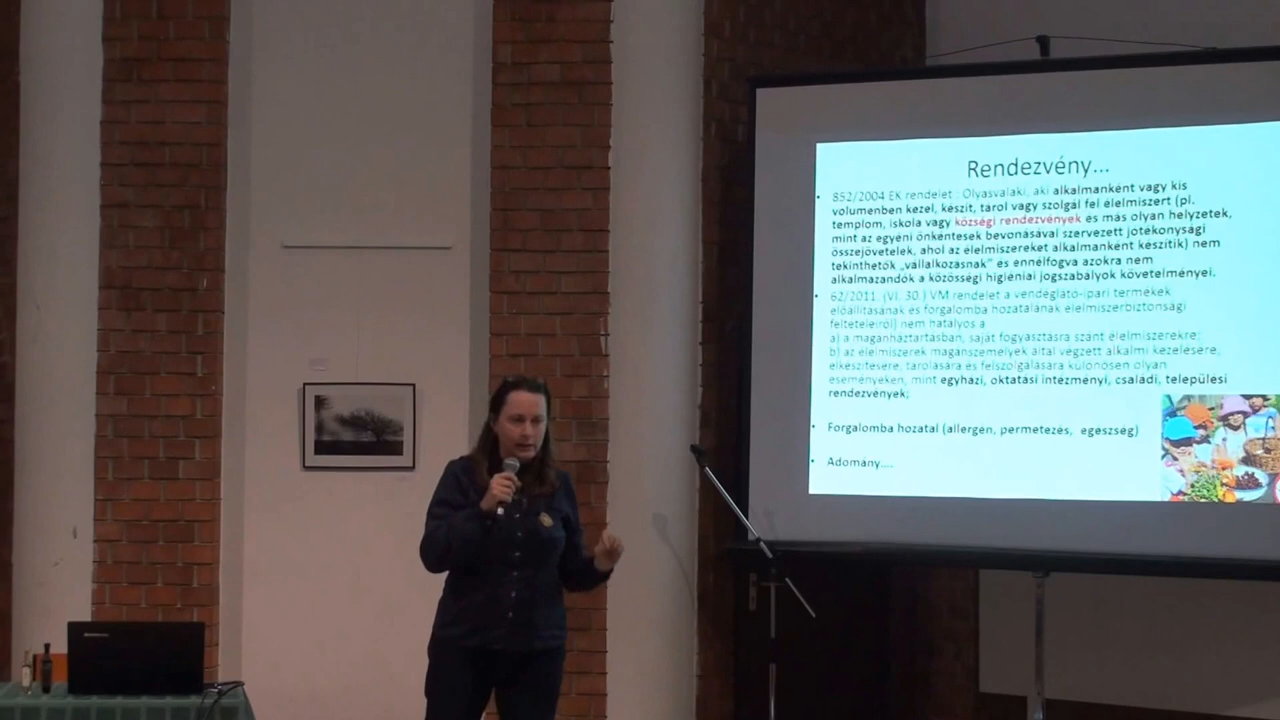 Rendezvény...
• 852/2004 EK rendelet : Olyasvalaki, aki alkalmanként vagy kis
volumenben kezel, készít, tárol vagy szolgál fel élelmiszert (pl.
templom, iskola vagy községi rendezvények és más olyan helyzetek,
mint az egyéni önkéntesek bevonásával szervezett jótékonysági
összejövetelek, ahol az élelmiszereket alkalmanként készítik) nem
tekinthetők „vállalkozásnak" és ennélfogva azokra nem
alkalmazandók a közösségi higiéniai jogszabályok követelményei.
• 62/2011. (VI. 30.) VM rendelet a vendéglátó-ipari termékek
előállításának és forgalomba hozatalának élelmiszerbiztonsági
feltételeiről) nem hatályos a
a) a magánháztartásban, saját fogyasztásra szánt élelmiszerekre;
b) az élelmiszerek magánszemélyek által végzett alkalmi kezelésére,
elkészítésére, tárolására és felszolgálására különösen olyan
eseményeken, mint egyházi, oktatási intézményi, családi, települési
rendezvények;
• Forgalomba hozatal (allergén, permetezés, egészség)
• Adomány....